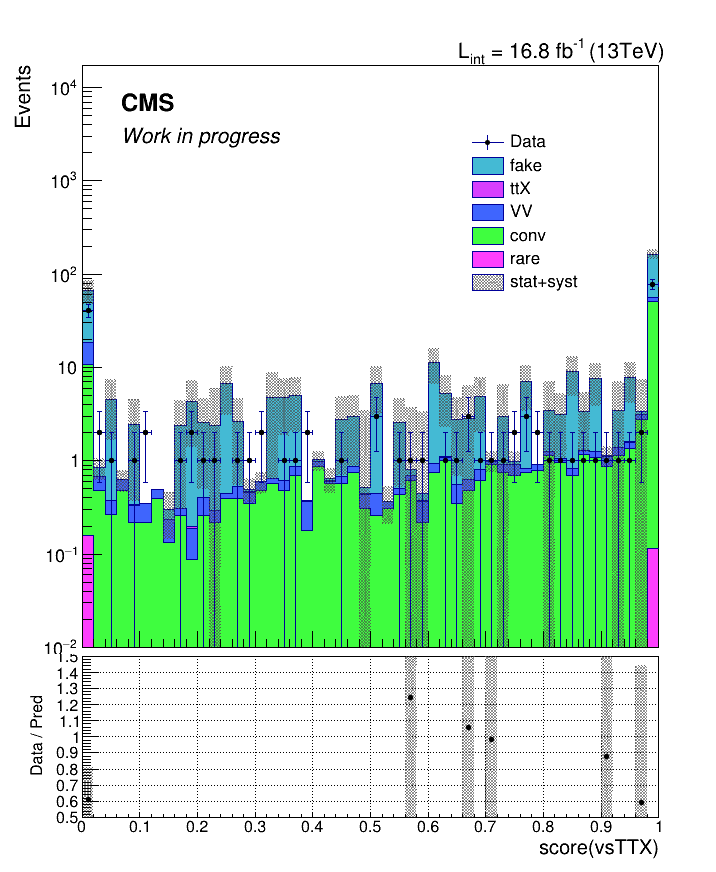 L_int = 16.8 fb^-1 (13TeV)
Events
CMS
Work in progress
Data
fake
ttX
VV
conv
rare
stat+syst
10^4
10^3
10^2
10
1
10^-1
10^-2
Data / Pred
1.5
1.4
1.3
1.2
1.1
1
0.9
0.8
0.7
0.6
0.5
0 0.1 0.2 0.3 0.4 0.5 0.6 0.7 0.8 0.9 1
score(vsTTX)